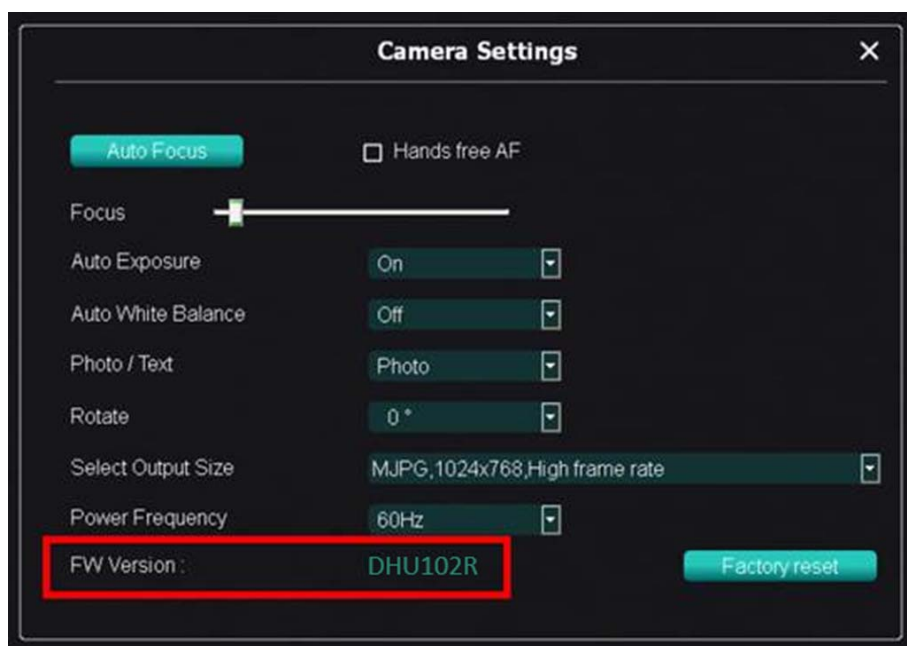 Camera Settings
Auto Focus Hands free AF
Focus
Auto Exposure On
Auto White Balance Off
Photo / Text Photo
Rotate 0 °
Select Output Size MJPG,1024x768,High frame rate
Power Frequency 60Hz
FW Version : DHU102R Factory reset